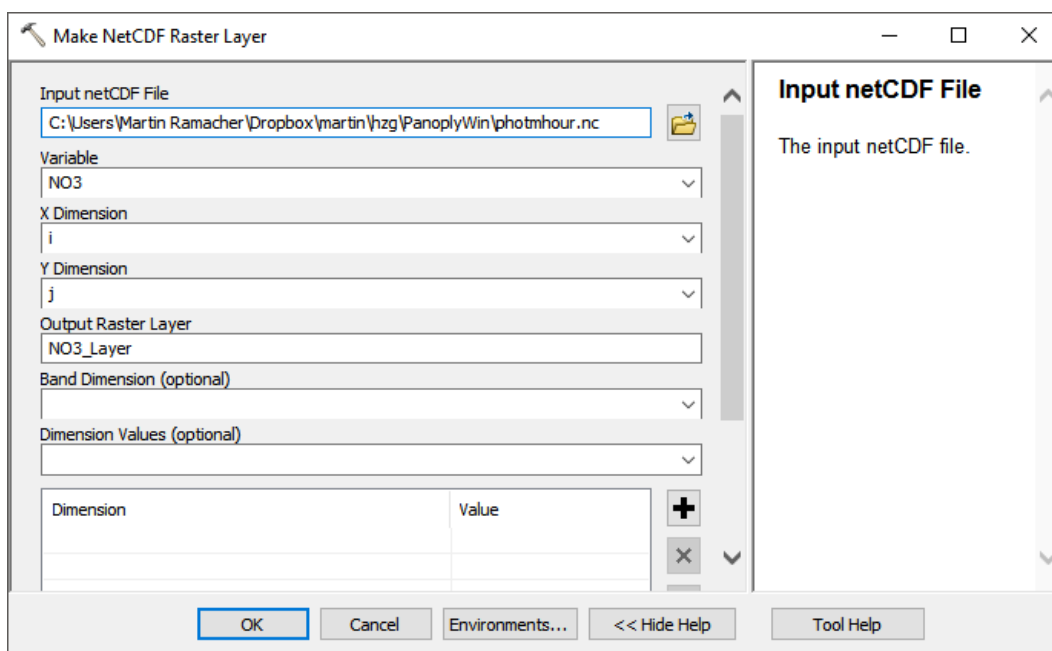 Make NetCDF Raster Layer
Input netCDF File
C:\Users\Martin Ramacher\Dropbox\martin\hzg\PanoplyWin\photmhour.nc
Variable
NO3
X Dimension
i
Y Dimension
j
Output Raster Layer
NO3_Layer
Band Dimension (optional)
Dimension Values (optional)
Dimension Value
OK Cancel Environments... << Hide Help Tool Help
Input netCDF File
The input netCDF file.